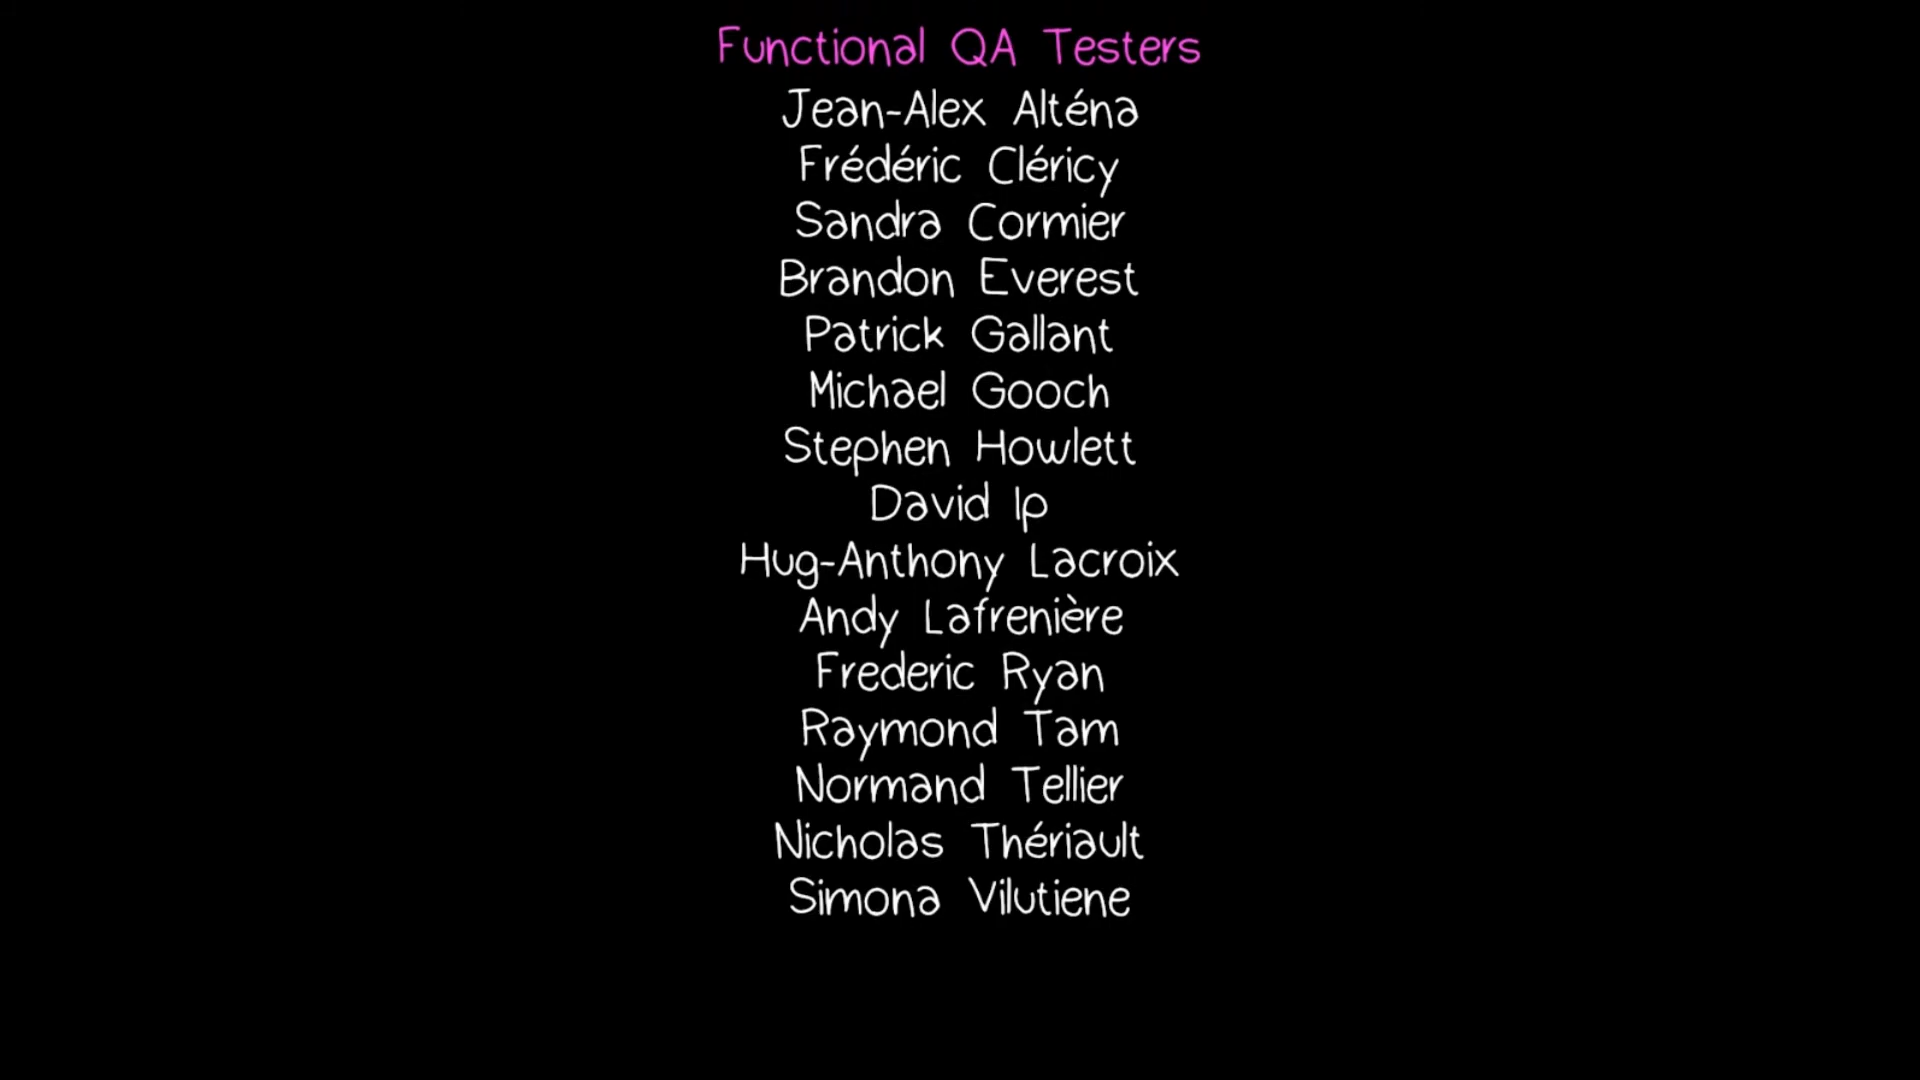 Functional QA Testers
Jean-Alex Alténa
Frédéric Cléricy
Sandra Cormier
Brandon Everest
Patrick Gallant
Michael Gooch
Stephen Howlett
David Ip
Hug-Anthony Lacroix
Andy Lafrenière
Frederic Ryan
Raymond Tam
Normand Tellier
Nicholas Thériault
Simona Vilutiene